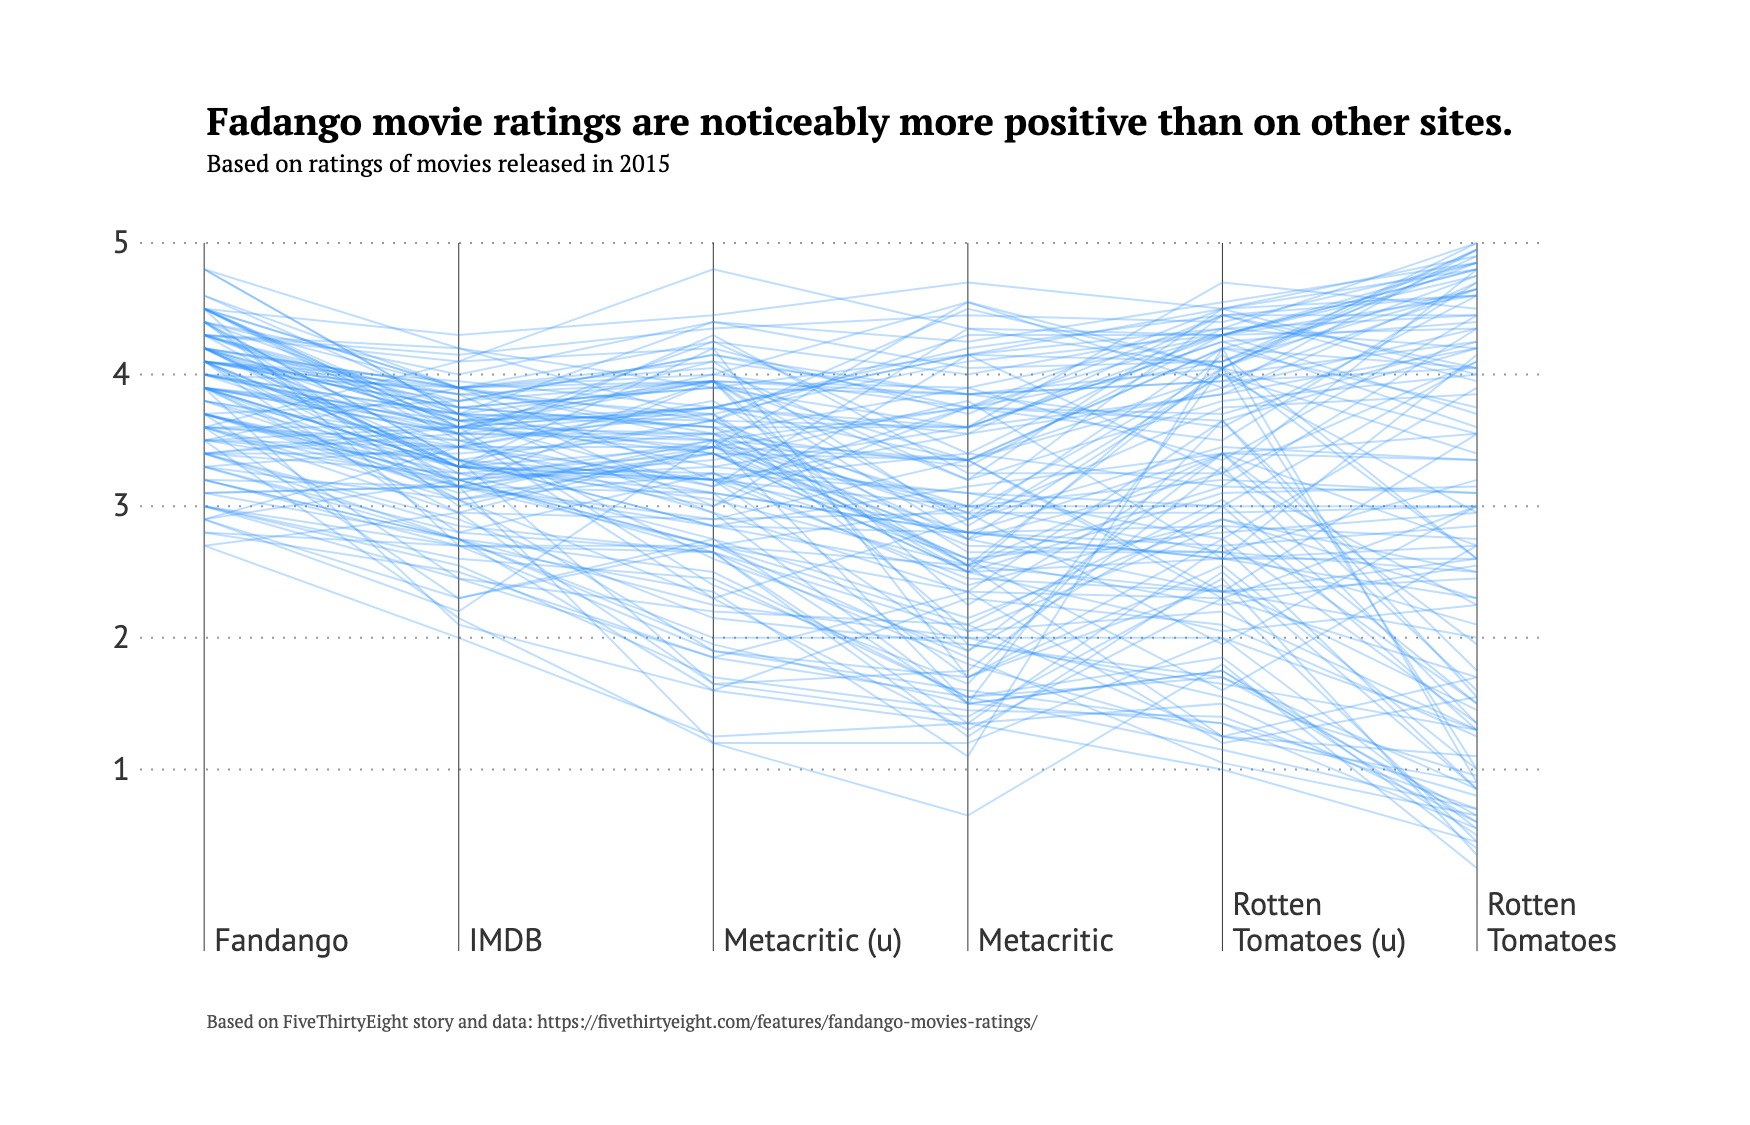 Fadango movie ratings are noticeably more positive than on other sites.
Based on ratings of movies released in 2015
5
4
3
2
1
Fandango
IMDB
Metacritic (u)
Metacritic
Rotten
Tomatoes (u)
Rotten
Tomatoes
Based on FiveThirtyEight story and data: https://fivethirtyeight.com/features/fandango-movies-ratings/